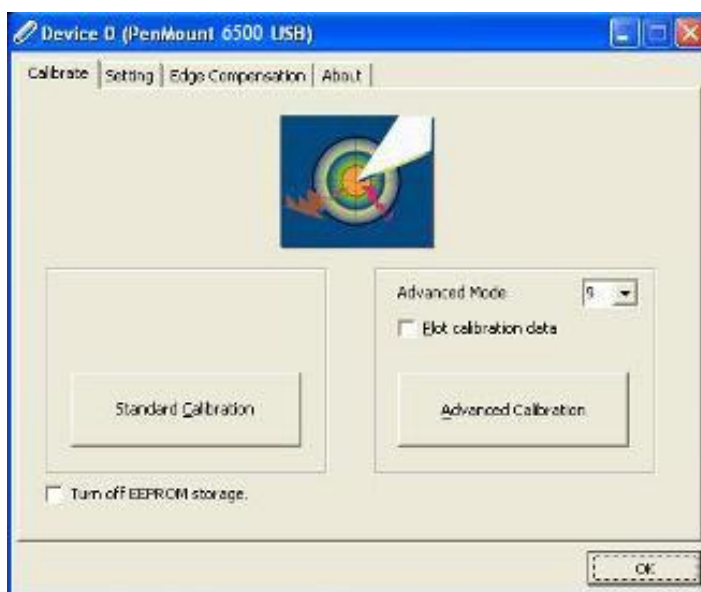 Device 0 (PenMount 6500 USB)
Calibrate Setting Edge Compensation About
Advanced Mode 9
Plot calibration data
Standard Calibration Advanced Calibration
Turn off EEPROM storage.
OK